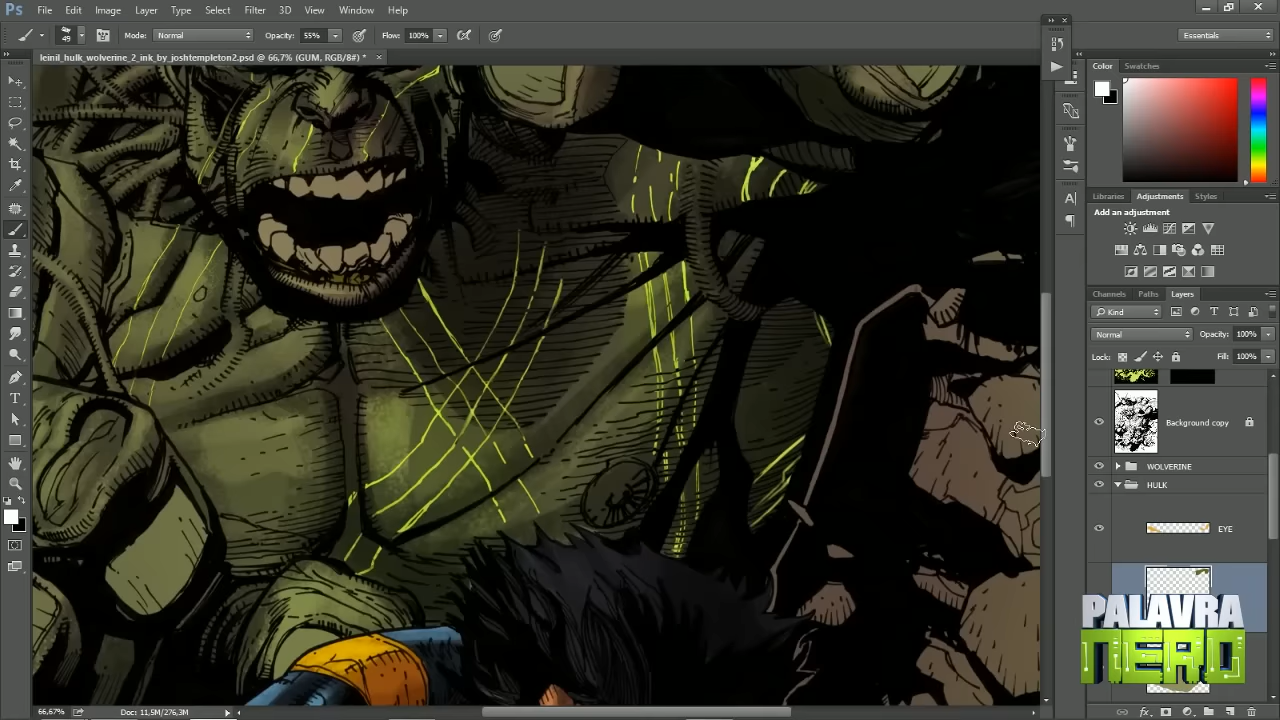 Ps File Edit Image Layer Type Select Filter 3D View Window Help
49 Mode: Normal Opacity: 55% Flow: 100% Essentials
leinil_hulk_wolverine_2_ink_by_joshtempleton2.psd @ 66,7% (GUM, RGB/8#) *
Color Swatches
Libraries Adjustments Styles
Add an adjustment
Channels Paths Layers
Kind
Normal Opacity: 100%
Lock: Fill: 100%
Background copy
WOLVERINE
HULK
EYE
PALAVRA
NERD
66,67% Doc: 11,5M/276,3M